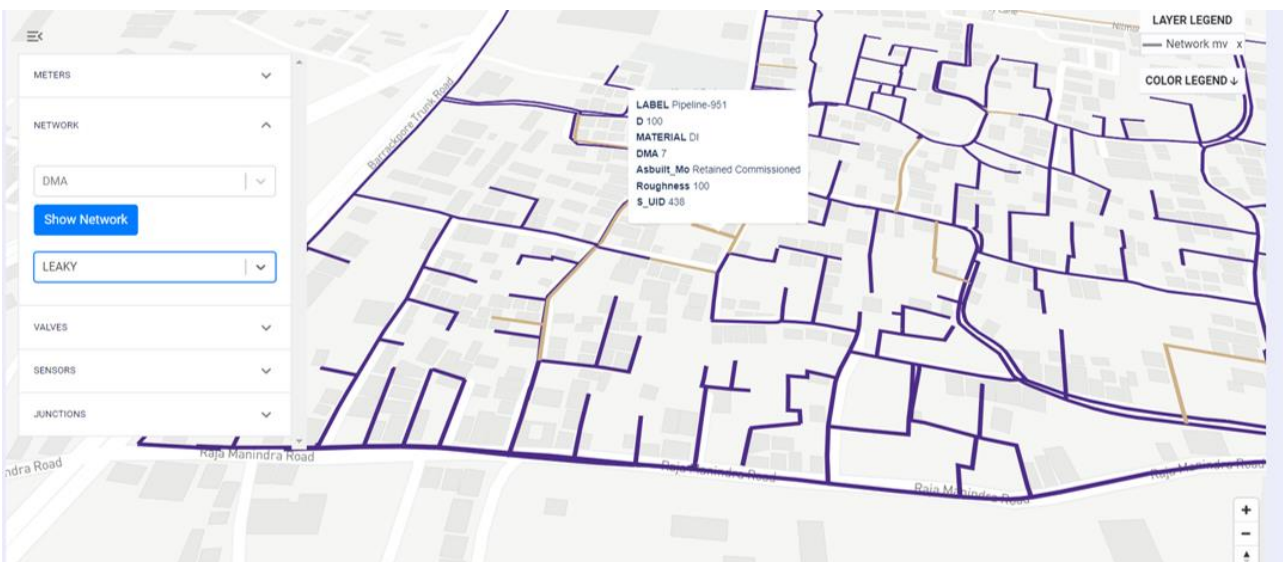 METERS
NETWORK
DMA
Show Network
LEAKY
VALVES
SENSORS
JUNCTIONS
LAYER LEGEND
Network mv x
COLOR LEGEND ↓
LABEL Pipeline-951
D 100
MATERIAL DI
DMA 7
Asbuilt_Mo Retained Commissioned
Roughness 100
S_UID 438
Barrackpore Trunk Road
ndra Road
Raja Manindra Road
Raja Manindra Road
Raja Manindra Road
Raja Manindra Road
+
−